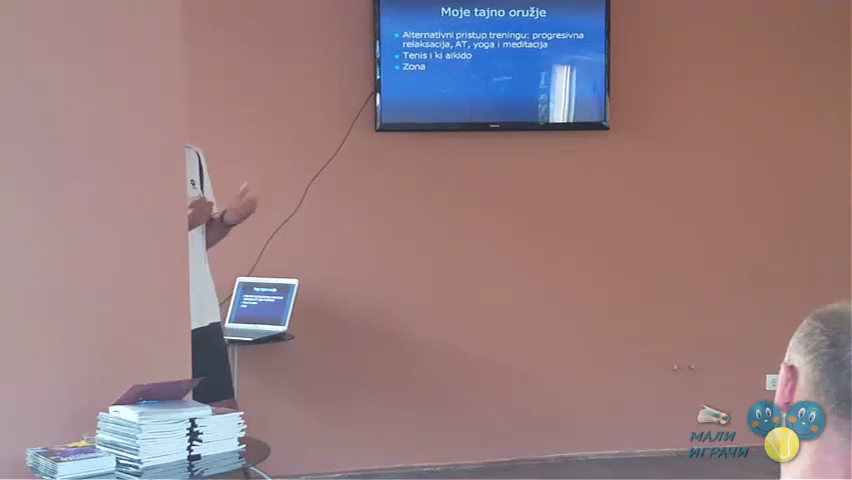 Moje tajno oružje
Alternativni pristup treningu: progresivna
relaksacija, AT, yoga i meditacija
Tenis i ki aikido
Zona
МАЛИ
ИГРАЧИ